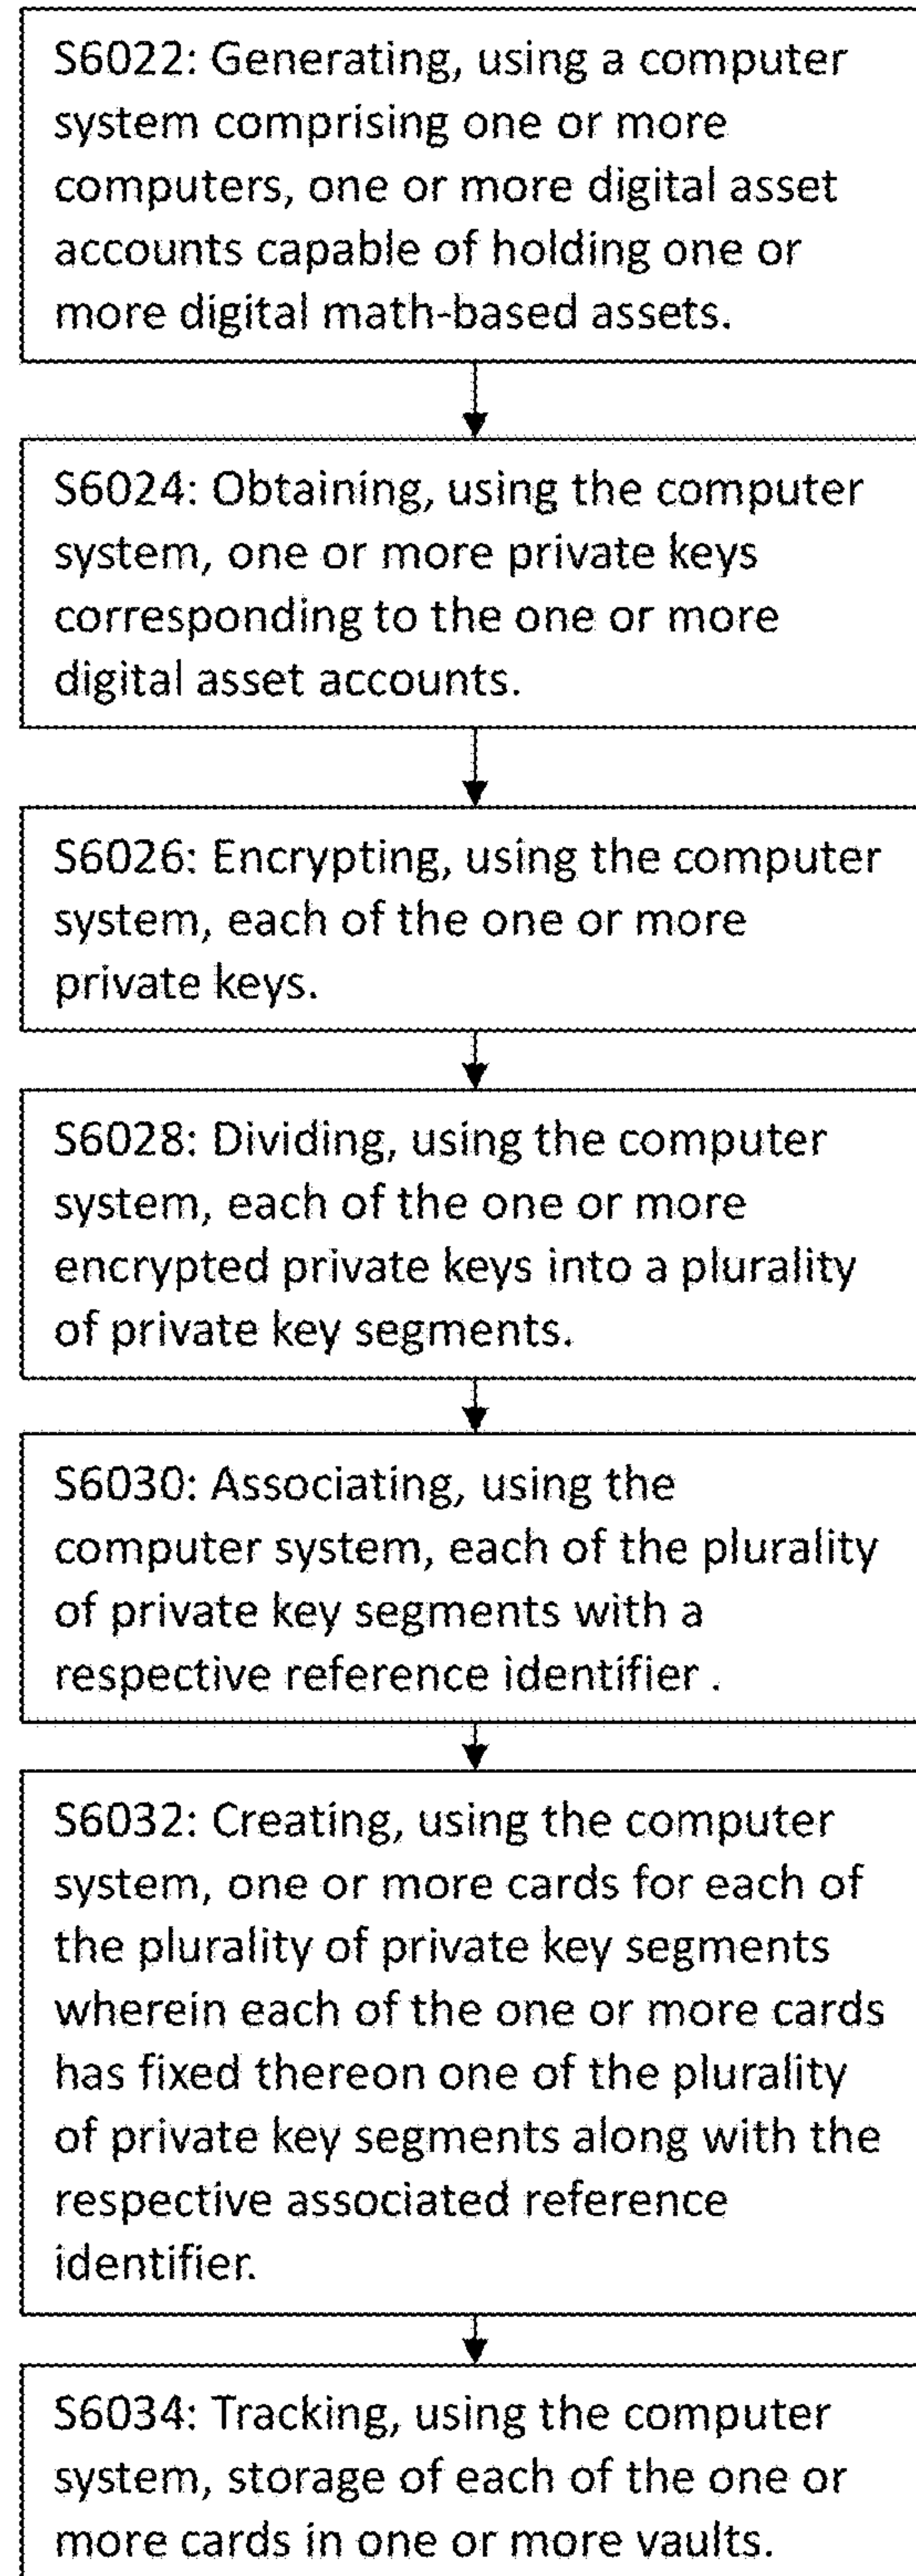 S6022: Generating, using a computer
system comprising one or more
computers, one or more digital asset
accounts capable of holding one or
more digital math-based assets.
S6024: Obtaining, using the computer
system, one or more private keys
corresponding to the one or more
digital asset accounts.
S6026: Encrypting, using the computer
system, each of the one or more
private keys.
S6028: Dividing, using the computer
system, each of the one or more
encrypted private keys into a plurality
of private key segments.
S6030: Associating, using the
computer system, each of the plurality
of private key segments with a
respective reference identifier .
S6032: Creating, using the computer
system, one or more cards for each of
the plurality of private key segments
wherein each of the one or more cards
has fixed thereon one of the plurality
of private key segments along with the
respective associated reference
identifier.
S6034: Tracking, using the computer
system, storage of each of the one or
more cards in one or more vaults.